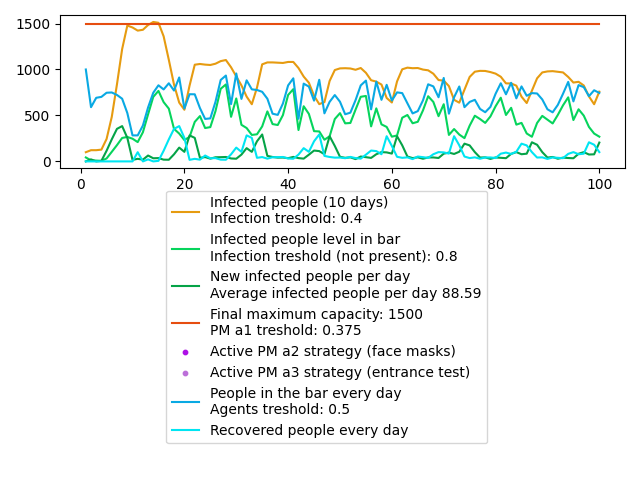 1500
1000
500
0
0 20 40 60 80 100
Infected people (10 days)
Infection treshold: 0.4
Infected people level in bar
Infection treshold (not present): 0.8
New infected people per day
Average infected people per day 88.59
Final maximum capacity: 1500
PM a1 treshold: 0.375
Active PM a2 strategy (face masks)
Active PM a3 strategy (entrance test)
People in the bar every day
Agents treshold: 0.5
Recovered people every day